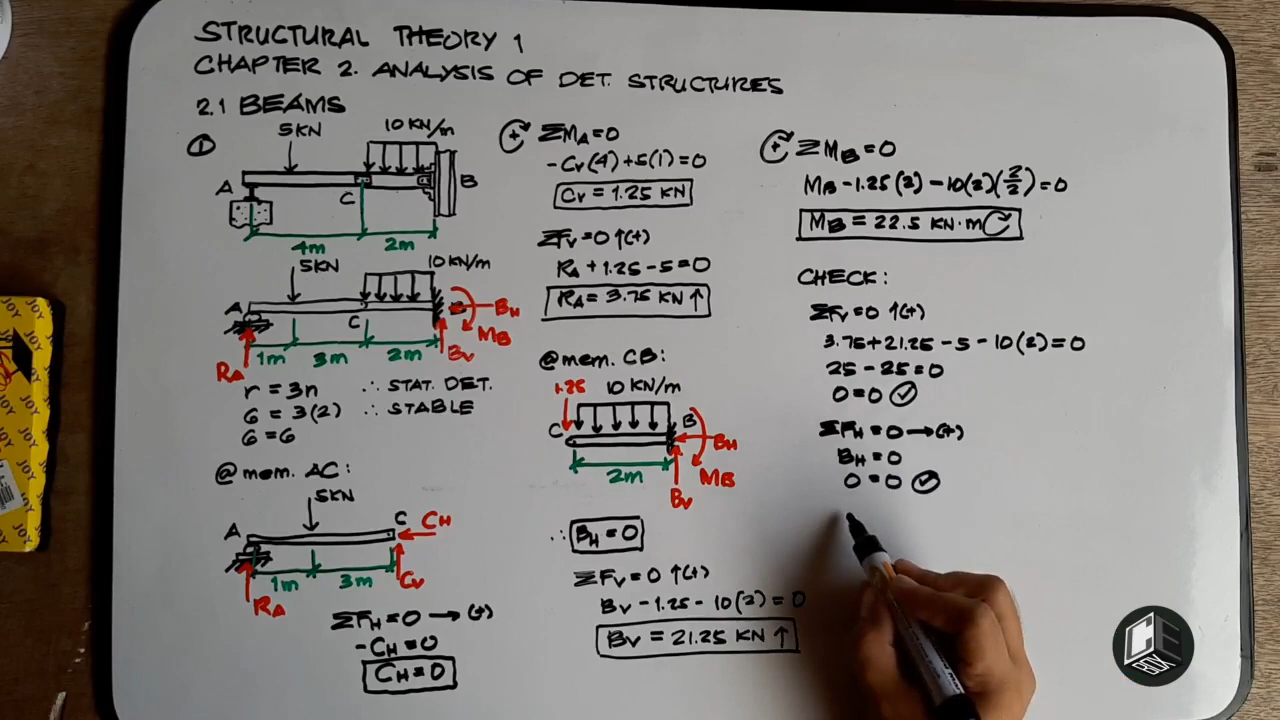 STRUCTURAL THEORY 1
CHAPTER 2. ANALYSIS OF DET. STRUCTURES
2.1 BEAMS
①
5KN
10 KN/m
A
C
B
4m
2m
5KN
10 KN/m
A
C
B
BH
MB
BV
RA
1m
3m
2m
r = 3n ∴ STAT. DET.
6 = 3(2) ∴ STABLE
6 = 6
@mem. AC:
5KN
A
C
CH
1m
3m
CV
RA
ΣFH = 0 → (+)
-CH = 0
CH = 0
+ ΣMA = 0
-CV(4) + 5(1) = 0
CV = 1.25 KN
ΣFV = 0 ↑(+)
RA + 1.25 - 5 = 0
RA = 3.75 KN ↑
@mem. CB:
1.25
10 KN/m
C
B
BH
2m
MB
BV
∴ BH = 0
ΣFV = 0 ↑(+)
BV - 1.25 - 10(2) = 0
BV = 21.25 KN ↑
+ ΣMB = 0
MB - 1.25(2) - 10(2)(2/2) = 0
MB = 22.5 KN·m
CHECK:
ΣFV = 0 ↑(+)
3.75 + 21.25 - 5 - 10(2) = 0
25 - 25 = 0
0 = 0 ✓
ΣFH = 0 → (+)
BH = 0
0 = 0 ✓
CE
BOX
JOY
JOY
JOY
JOY